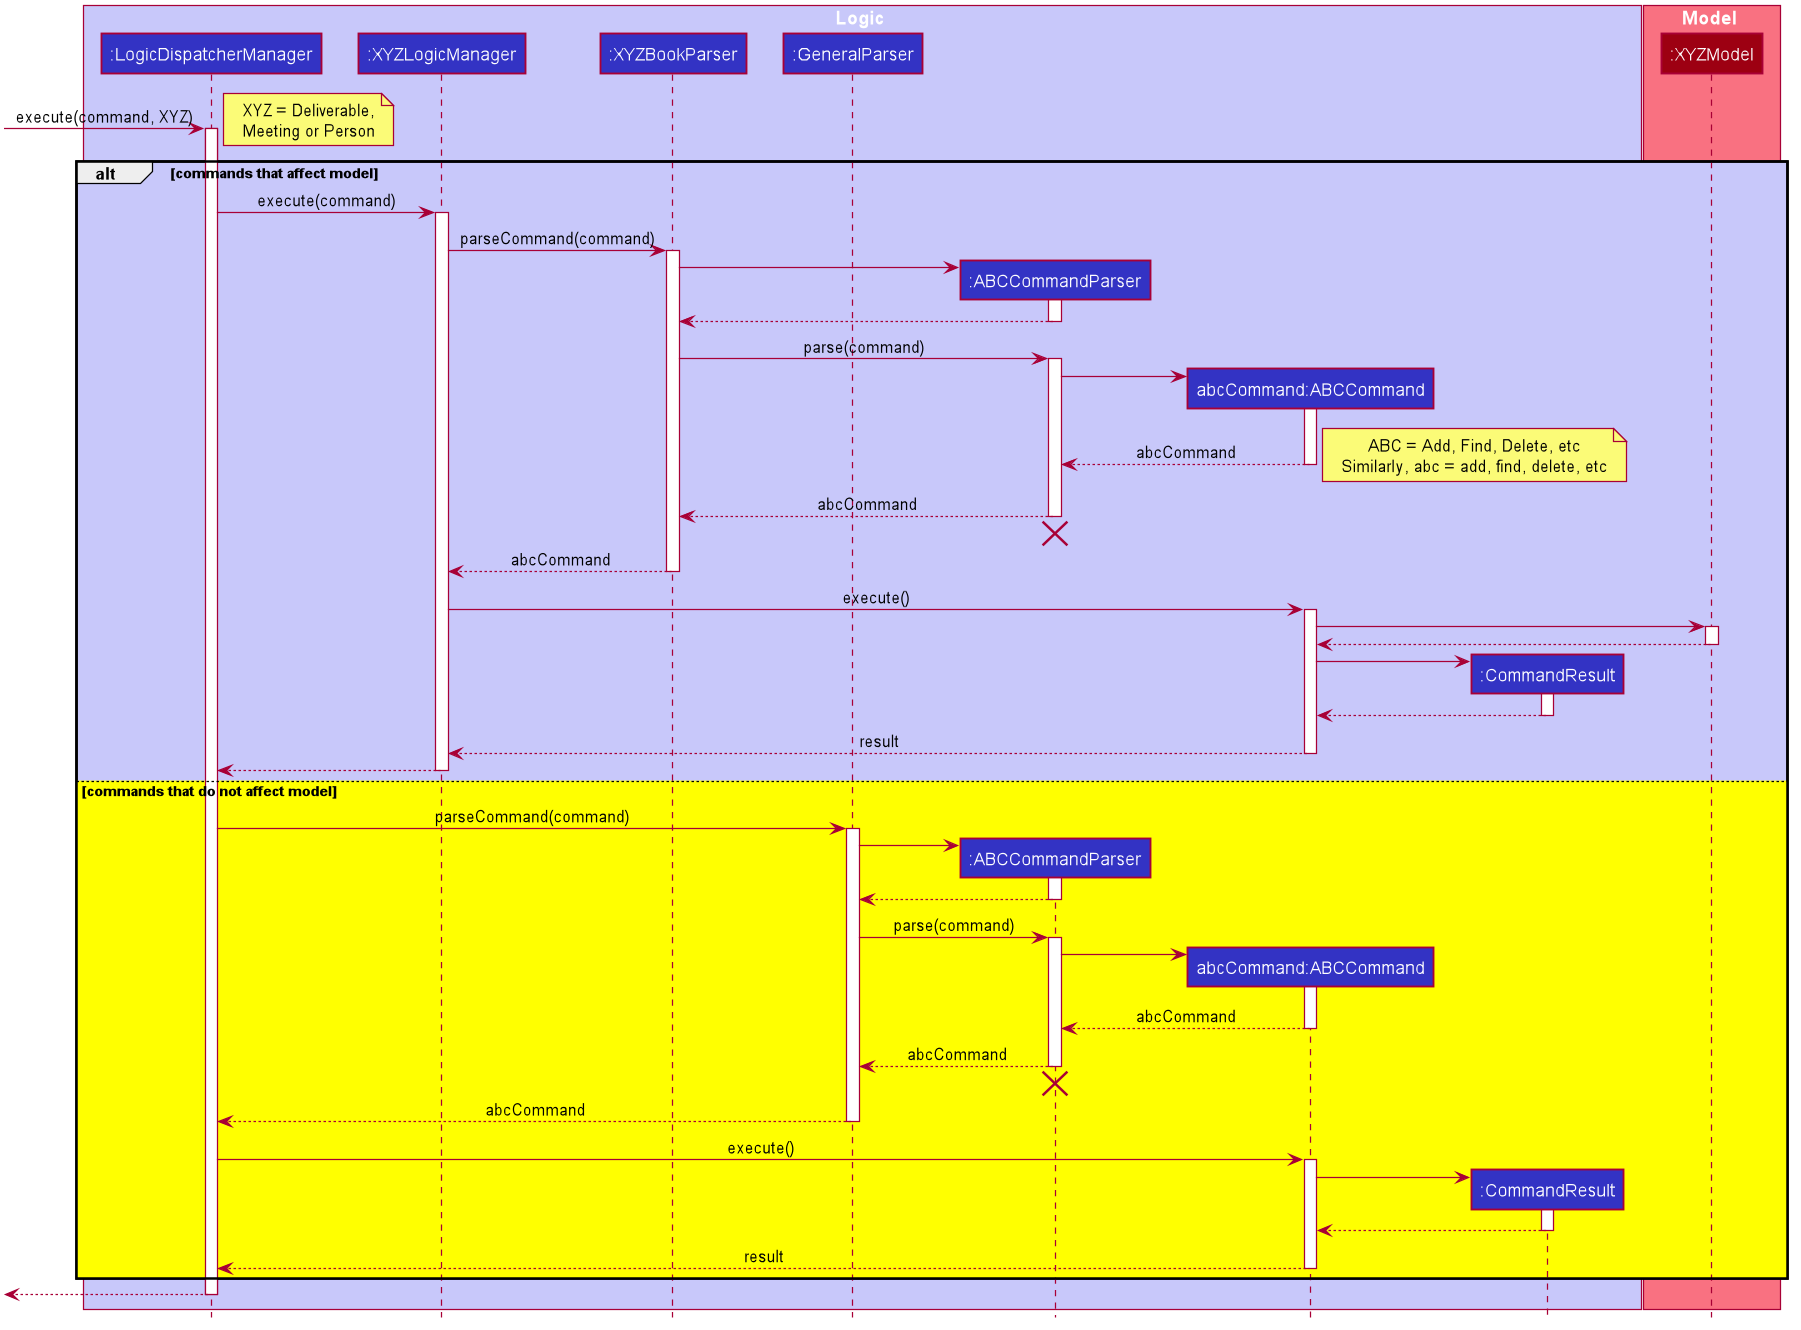 Logic
Model
:LogicDispatcherManager
:XYZLogicManager
:XYZBookParser
:GeneralParser
:XYZModel
execute(command, XYZ)
XYZ = Deliverable,
Meeting or Person
alt
[commands that affect model]
execute(command)
parseCommand(command)
:ABCCommandParser
parse(command)
abcCommand:ABCCommand
ABC = Add, Find, Delete, etc
Similarly, abc = add, find, delete, etc
abcCommand
abcCommand
abcCommand
execute()
:CommandResult
result
[commands that do not affect model]
parseCommand(command)
:ABCCommandParser
parse(command)
abcCommand:ABCCommand
abcCommand
abcCommand
abcCommand
execute()
:CommandResult
result